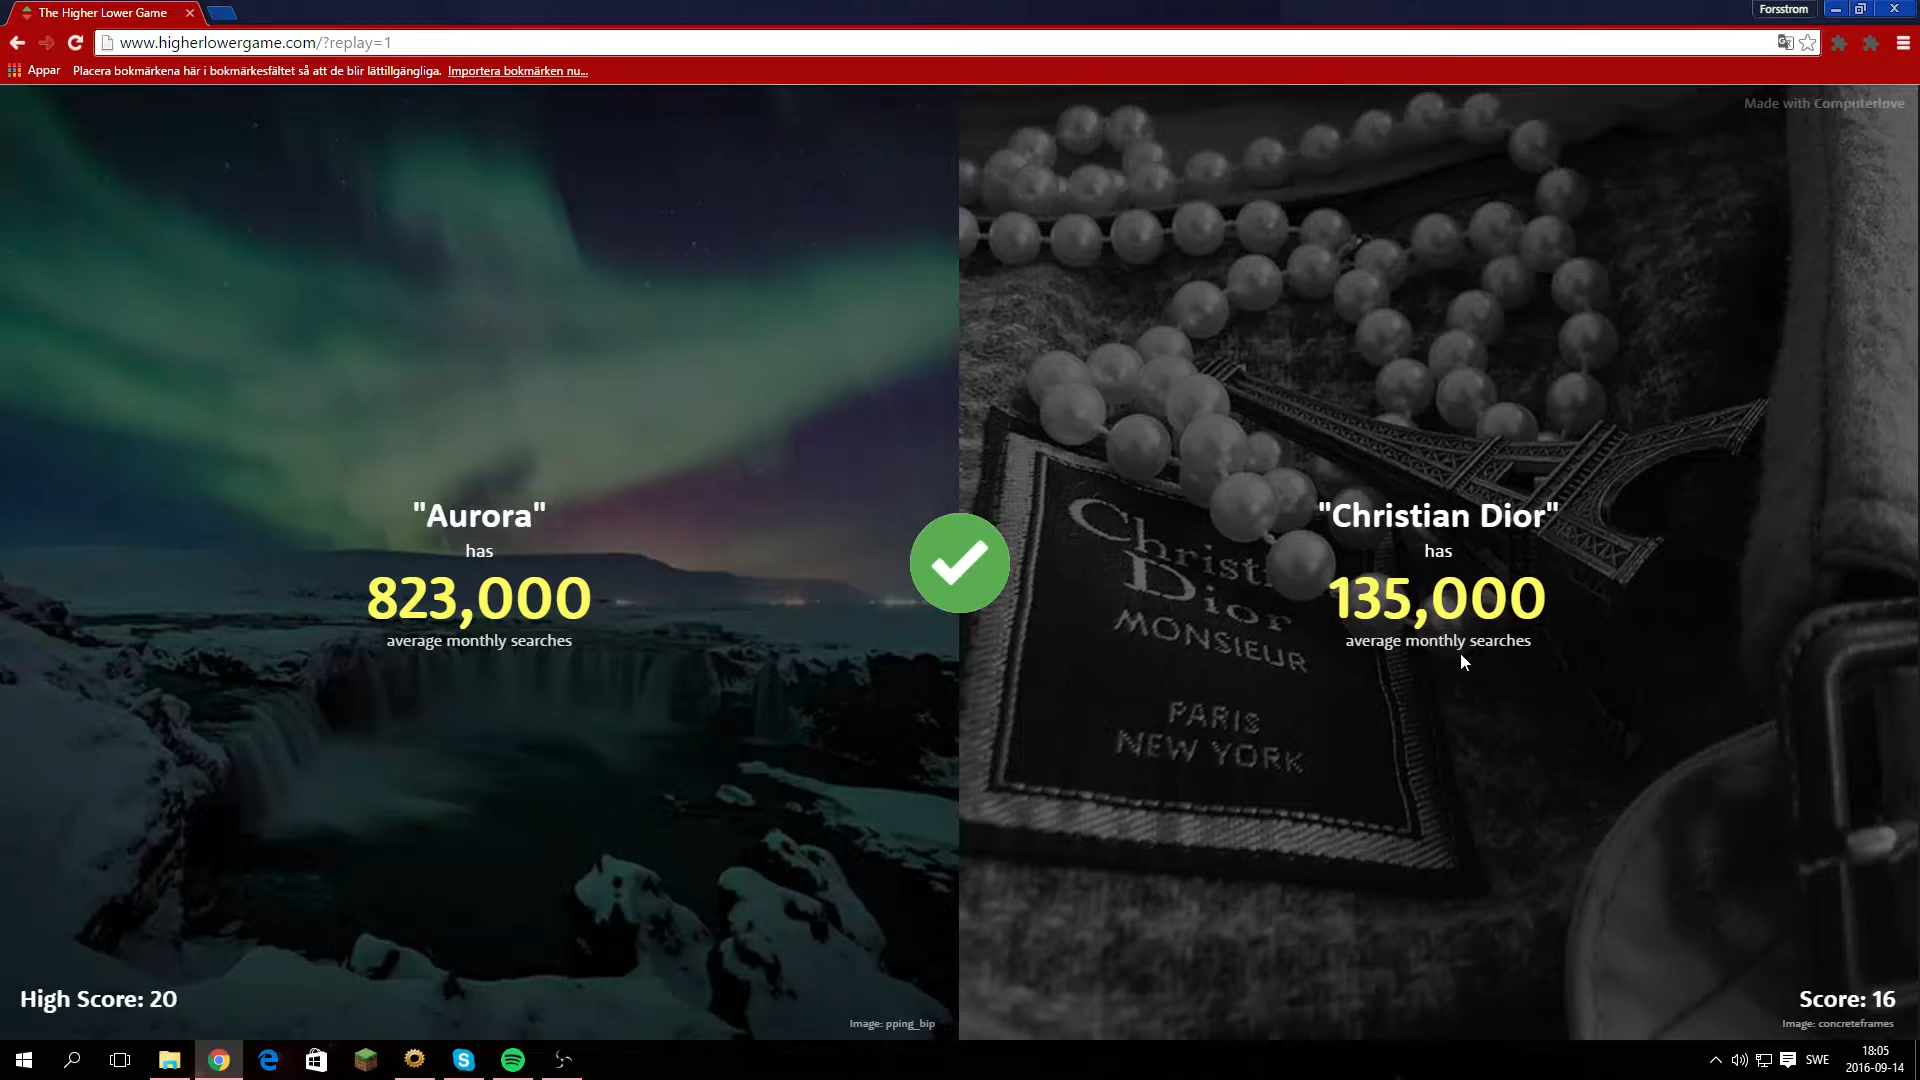 The Higher Lower Game
Forsstrom
www.higherlowergame.com/?replay=1
Appar
Placera bokmärkena här i bokmärkesfältet så att de blir lättillgängliga. Importera bokmärken nu...
Made with Computerlove
"Aurora"
has
823,000
average monthly searches
"Christian Dior"
has
135,000
average monthly searches
Christi
Dior
MONSIEUR
PARIS
NEW YORK
High Score: 20
Image: pping_bip
Score: 16
Image: concreteframes
SWE
18:05
2016-09-14